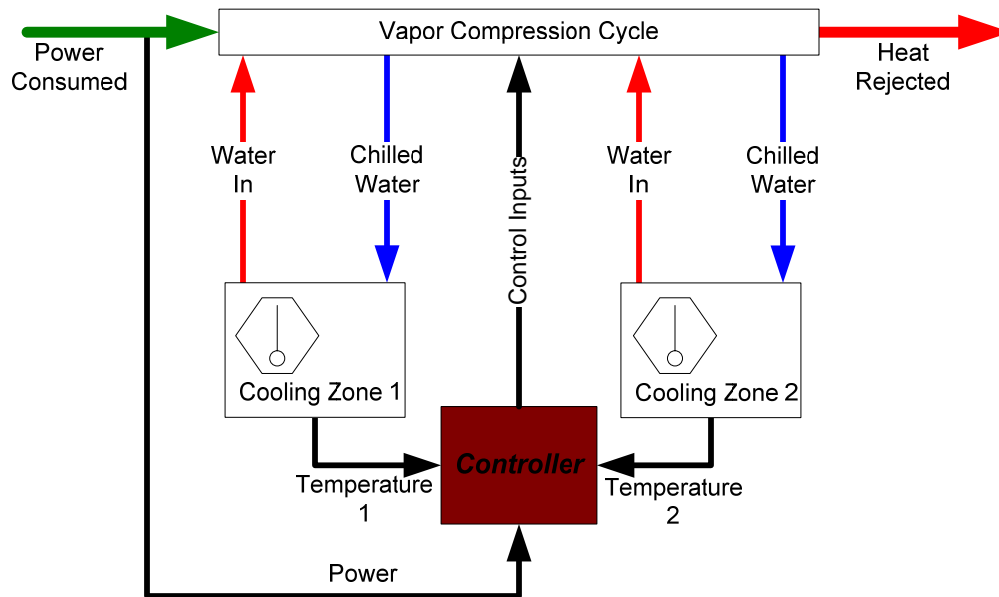 Vapor Compression Cycle
Power
Consumed
Heat
Rejected
Water
In
Chilled
Water
Control Inputs
Water
In
Chilled
Water
Cooling Zone 1
Cooling Zone 2
Controller
Temperature
1
Temperature
2
Power